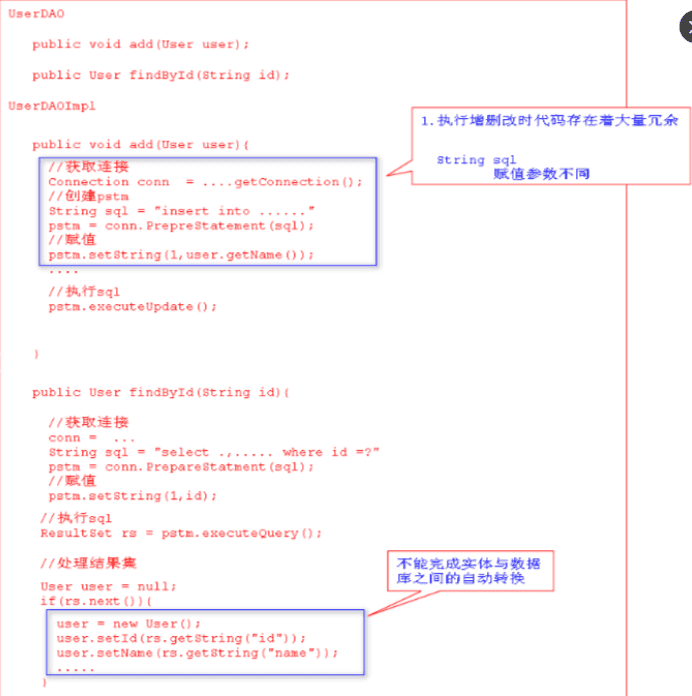 UserDAO
public void add(User user);
public User findById(String id);
UserDAOImpl
public void add(User user){
//获取连接
Connection conn  = ....getConnection();
//创建pstm
String sql = "insert into ......"
pstm = conn.PrepreStatement(sql);
//赋值
pstm.setString(1,user.getName());
....
//执行sql
pstm.executeUpdate();
}
1.执行增删改时代码存在着大量冗余
String sql
赋值参数不同
public User findById(String id){
//获取连接
conn =  ...
String sql = "select .,..... where id =?"
pstm = conn.PrepareStatment(sql);
//赋值
pstm.setString(1,id);
//执行sql
ResultSet rs = pstm.executeQuery();
//处理结果集
User user = null;
if(rs.next()){
user = new User();
user.setId(rs.getString("id"));
user.setName(rs.getString("name"));
.....
}
不能完成实体与数据
库之间的自动转换